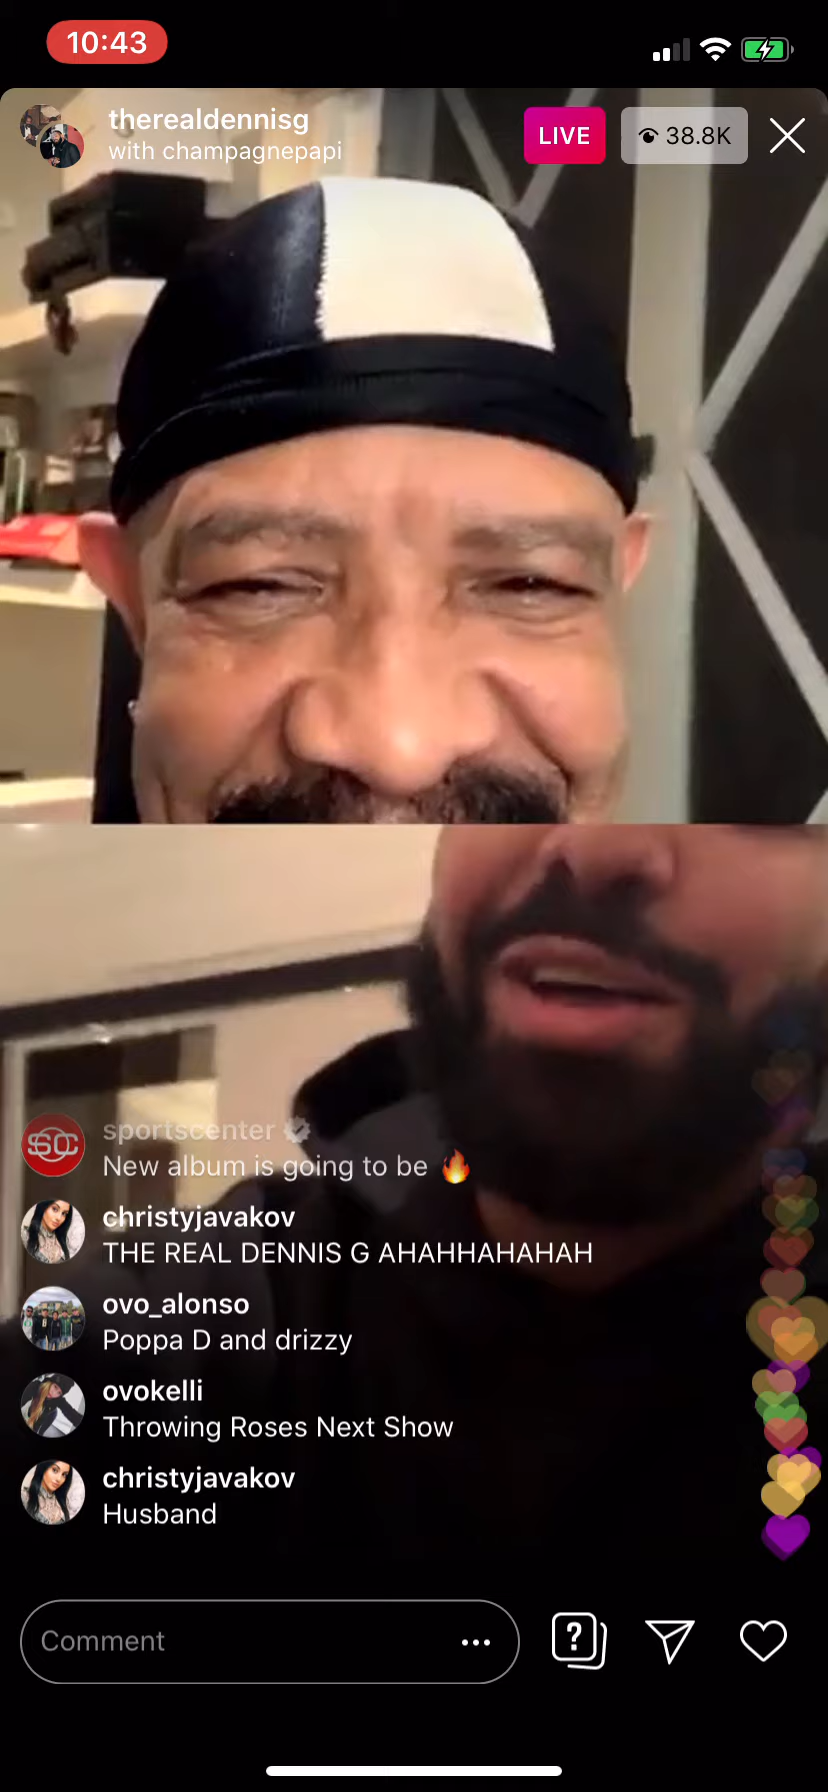 10:43
therealdennisg
with champagnepapi
LIVE
38.8K
sportscenter
SC
New album is going to be
christyjavakov
THE REAL DENNIS G AHAHHAHAHAH
ovo_alonso
Poppa D and drizzy
ovokelli
Throwing Roses Next Show
christyjavakov
Husband
Comment
?